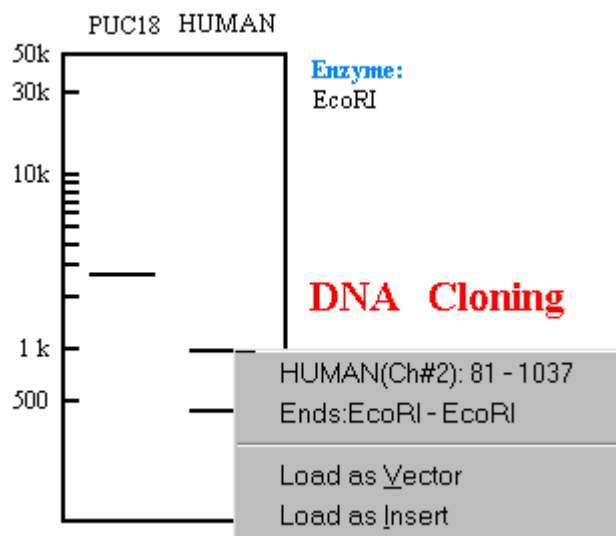 PUC18 HUMAN
50k
30k
10k
1 k
500
Enzyme:
EcoRI
DNA Cloning
HUMAN(Ch#2): 81 - 1037
Ends:EcoRI - EcoRI
Load as Vector
Load as Insert